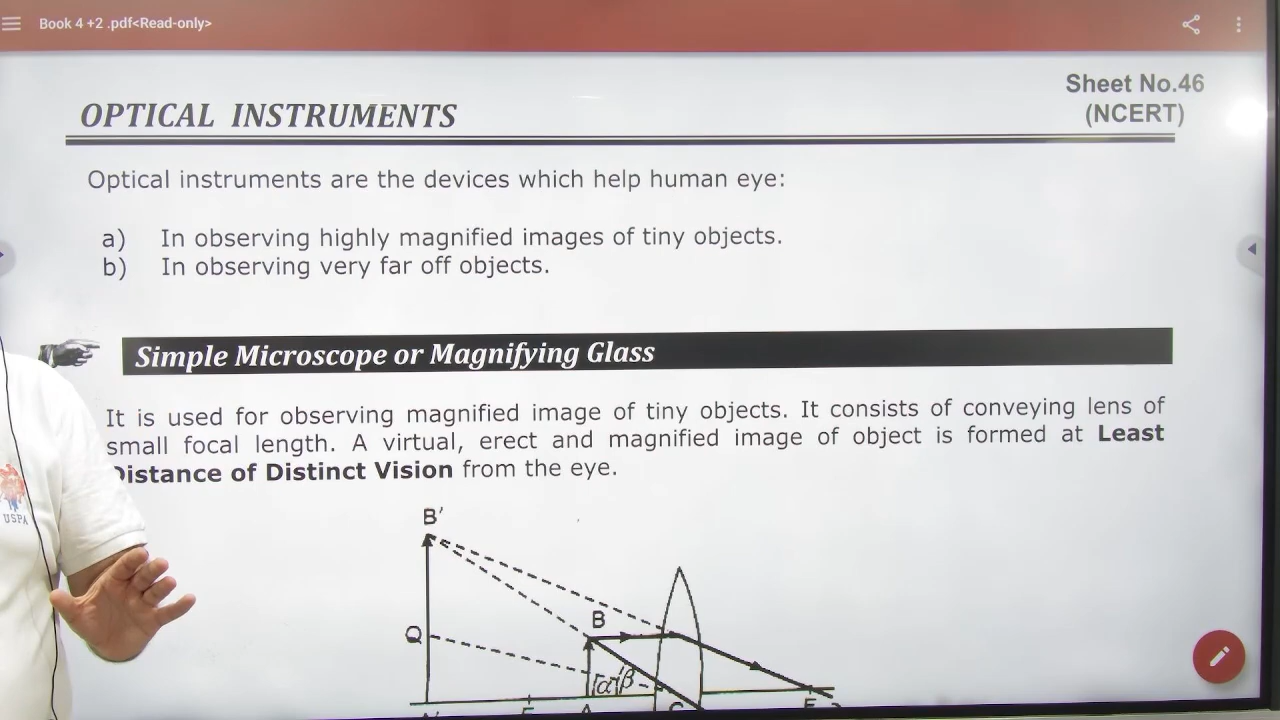 Book 4 +2 .pdf<Read-only>
Sheet No.46
OPTICAL INSTRUMENTS
(NCERT)
Optical instruments are the devices which help human eye:
a) In observing highly magnified images of tiny objects.
b) In observing very far off objects.
Simple Microscope or Magnifying Glass
It is used for observing magnified image of tiny objects. It consists of conveying lens of
small focal length. A virtual, erect and magnified image of object is formed at Least
Distance of Distinct Vision from the eye.
B′
B
Q
α β
A
C
F
F
USPA